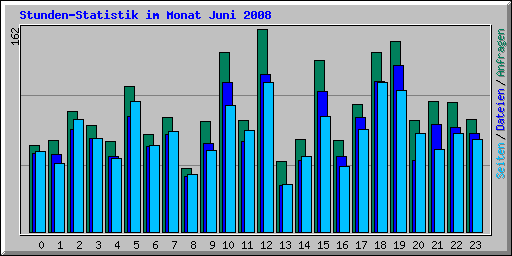 Stunden-Statistik im Monat Juni 2008
162
Seiten / Dateien / Anfragen
0 1 2 3 4 5 6 7 8 9 10 11 12 13 14 15 16 17 18 19 20 21 22 23